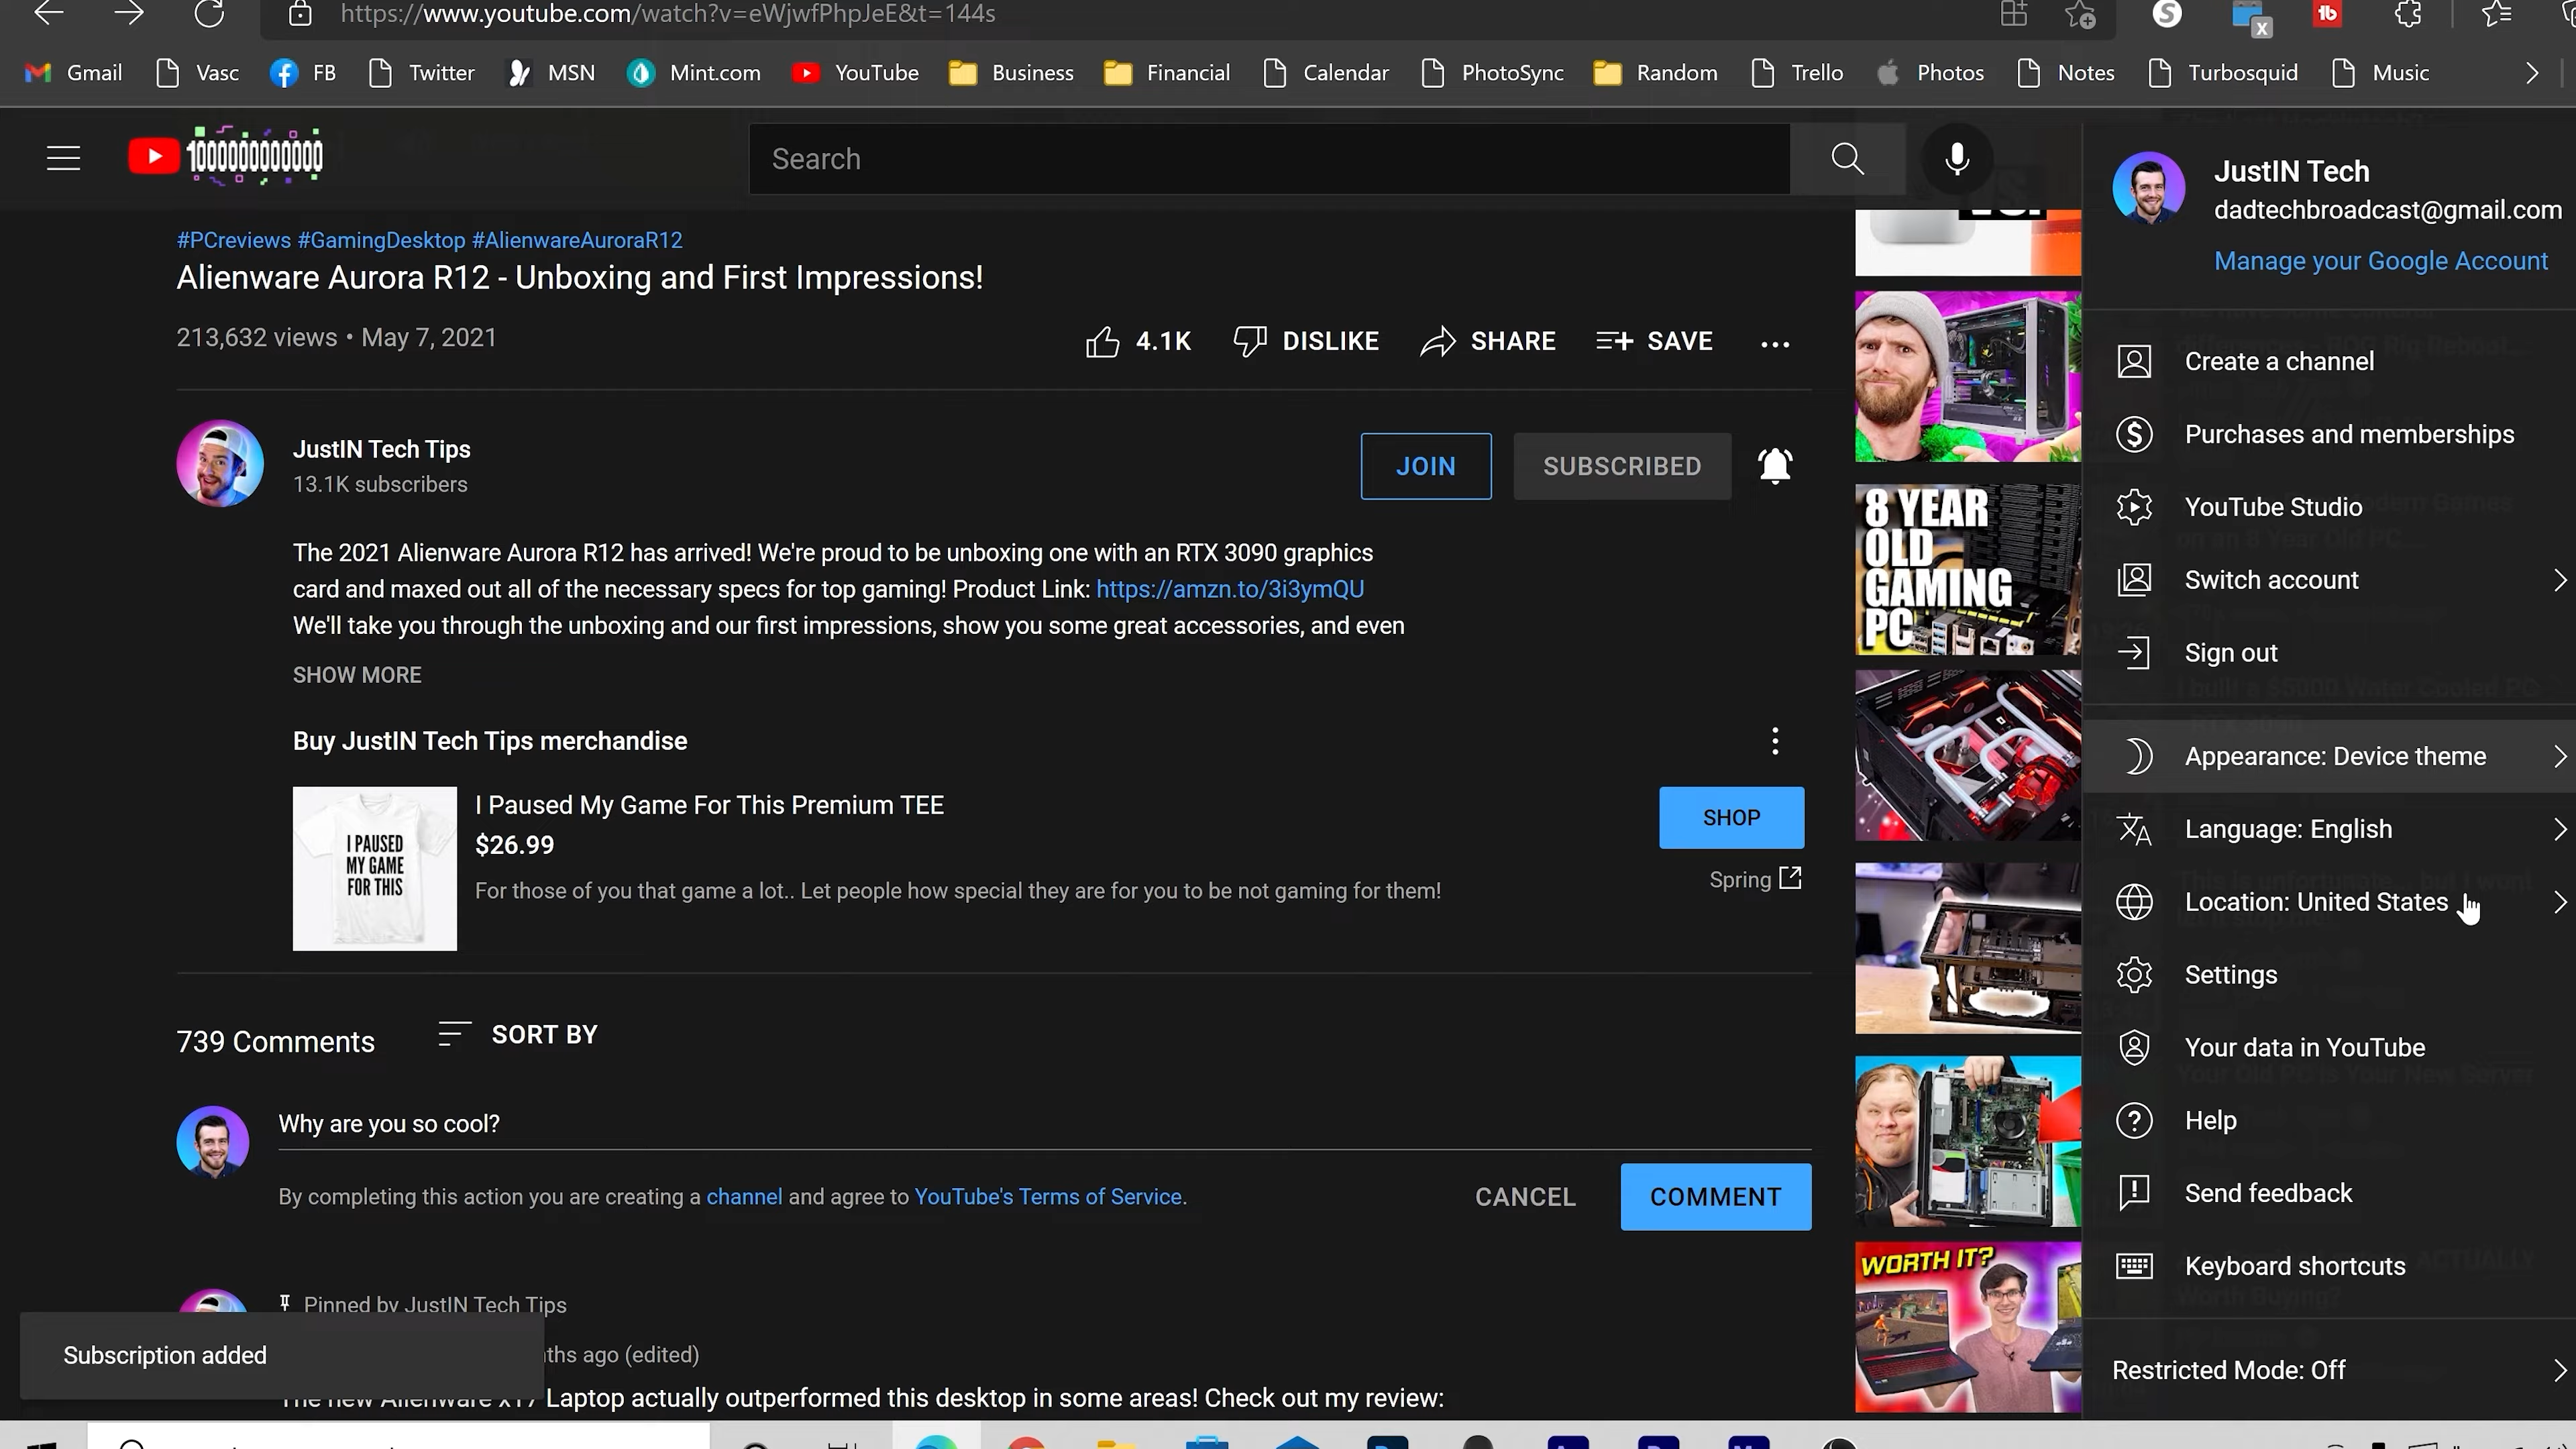 https://www.youtube.com/watch?v=eWjwfPhpJeE&t=144s
Gmail Vasc FB Twitter MSN Mint.com YouTube Business Financial Calendar PhotoSync Random Trello Photos Notes Turbosquid Music
Search
#PCreviews #GamingDesktop #AlienwareAuroraR12
Alienware Aurora R12 - Unboxing and First Impressions!
213,632 views • May 7, 2021
4.1K DISLIKE SHARE SAVE
JustIN Tech Tips
13.1K subscribers
JOIN SUBSCRIBED
The 2021 Alienware Aurora R12 has arrived! We're proud to be unboxing one with an RTX 3090 graphics
card and maxed out all of the necessary specs for top gaming! Product Link: https://amzn.to/3i3ymQU
We'll take you through the unboxing and our first impressions, show you some great accessories, and even
SHOW MORE
Buy JustIN Tech Tips merchandise
I PAUSED
MY GAME
FOR THIS
I Paused My Game For This Premium TEE
$26.99
For those of you that game a lot.. Let people how special they are for you to be not gaming for them!
SHOP
Spring
739 Comments SORT BY
Why are you so cool?
By completing this action you are creating a channel and agree to YouTube's Terms of Service.
CANCEL COMMENT
Pinned by JustIN Tech Tips
ago (edited)
Laptop actually outperformed this desktop in some areas! Check out my review:
Subscription added
8 YEAR
OLD
GAMING
PC
WORTH IT?
JustIN Tech
dadtechbroadcast@gmail.com
Manage your Google Account
Create a channel
Purchases and memberships
YouTube Studio
Switch account
Sign out
Appearance: Device theme
Language: English
Location: United States
Settings
Your data in YouTube
Help
Send feedback
Keyboard shortcuts
Restricted Mode: Off